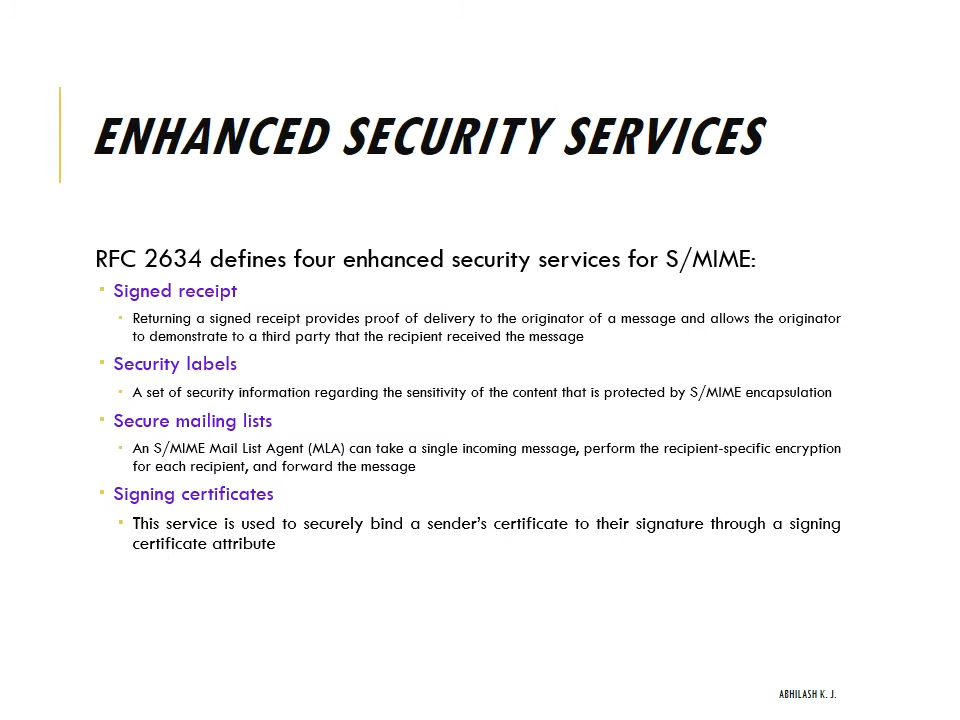 ENHANCED SECURITY SERVICES
RFC 2634 defines four enhanced security services for S/MIME:
Signed receipt
Returning a signed receipt provides proof of delivery to the originator of a message and allows the originator
to demonstrate to a third party that the recipient received the message
Security labels
A set of security information regarding the sensitivity of the content that is protected by S/MIME encapsulation
Secure mailing lists
An S/MIME Mail List Agent (MLA) can take a single incoming message, perform the recipient-specific encryption
for each recipient, and forward the message
Signing certificates
This service is used to securely bind a sender’s certificate to their signature through a signing
certificate attribute
ABHILASH K. J.